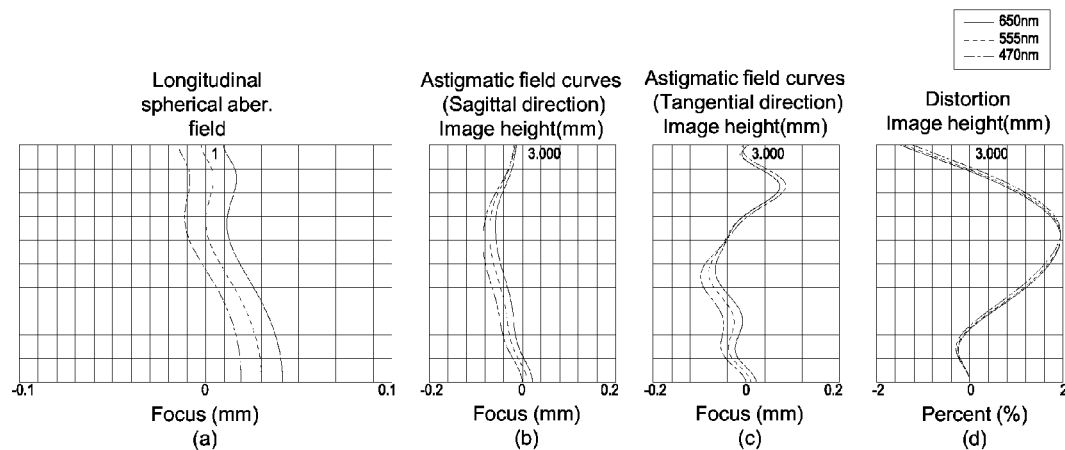 650nm
555nm
470nm
Longitudinal
spherical aber.
field
1
-0.1
0
0.1
Focus (mm)
(a)
Astigmatic field curves
(Sagittal direction)
Image height(mm)
3.000
-0.2
0
0.2
Focus (mm)
(b)
Astigmatic field curves
(Tangential direction)
Image height(mm)
3.000
-0.2
0
0.2
Focus (mm)
(c)
Distortion
Image height(mm)
3.000
-2
0
2
Percent (%)
(d)